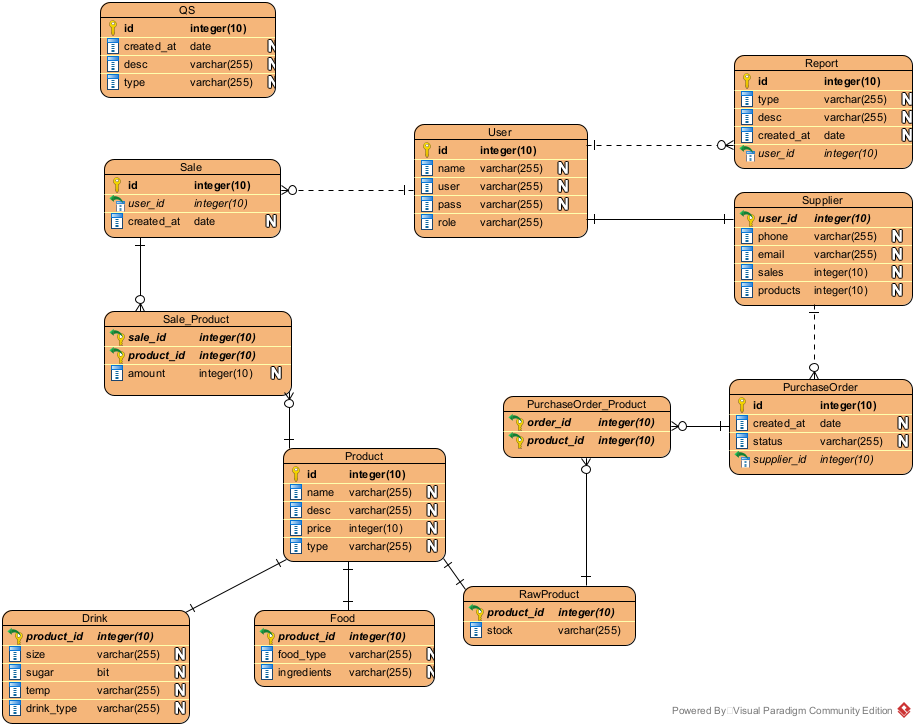 QS
id integer(10)
created_at date N
desc varchar(255) N
type varchar(255) N
Report
id integer(10)
type varchar(255) N
desc varchar(255) N
created_at date N
user_id integer(10)
User
id integer(10)
name varchar(255) N
user varchar(255) N
pass varchar(255) N
role varchar(255)
Sale
id integer(10)
user_id integer(10)
created_at date N
Supplier
user_id integer(10)
phone varchar(255) N
email varchar(255) N
sales integer(10) N
products integer(10) N
Sale_Product
sale_id integer(10)
product_id integer(10)
amount integer(10) N
PurchaseOrder
id integer(10)
created_at date N
status varchar(255) N
supplier_id integer(10)
PurchaseOrder_Product
order_id integer(10)
product_id integer(10)
Product
id integer(10)
name varchar(255) N
desc varchar(255) N
price integer(10) N
type varchar(255) N
RawProduct
product_id integer(10)
stock varchar(255)
Drink
product_id integer(10)
size varchar(255) N
sugar bit N
temp varchar(255) N
drink_type varchar(255) N
Food
product_id integer(10)
food_type varchar(255) N
ingredients varchar(255) N
Powered By Visual Paradigm Community Edition